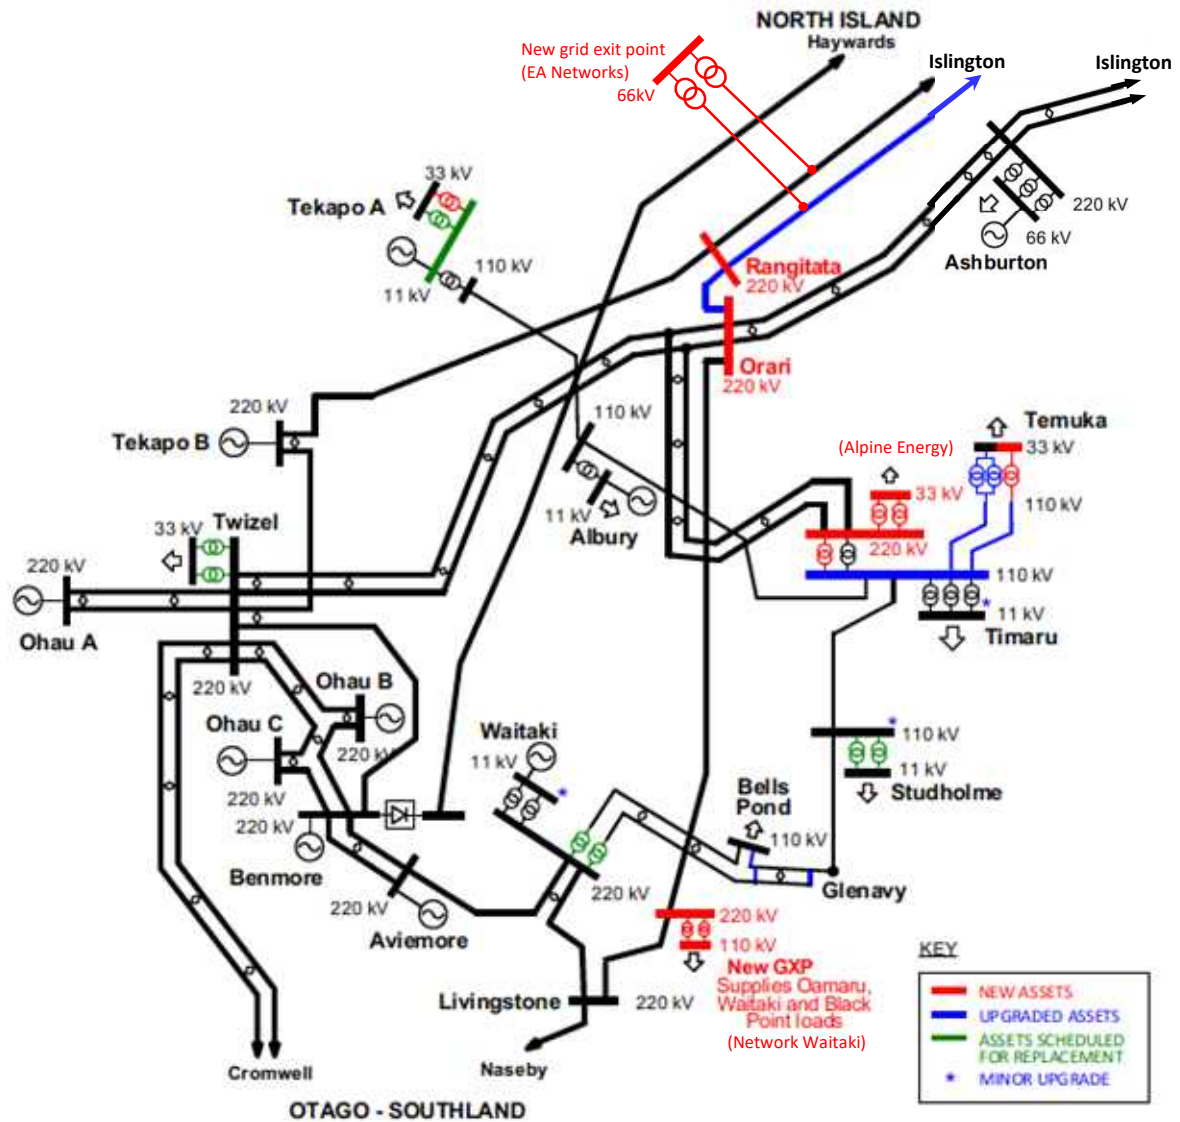 NORTH ISLAND
Haywards
New grid exit point
(EA Networks)
66kV
Islington
Islington
33 kV
Tekapo A
110 kV
11 kV
220 kV
66 kV
Ashburton
Rangitata
220 kV
Orari
220 kV
220 kV
Tekapo B
110 kV
11 kV
Albury
Temuka
33 kV
(Alpine Energy)
33 kV
110 kV
220 kV
110 kV
11 kV
*
Timaru
33 kV
Twizel
220 kV
Ohau A
220 kV
Ohau B
220 kV
Ohau C
220 kV
220 kV
Benmore
Waitaki
11 kV
*
220 kV
220 kV
Aviemore
*
110 kV
11 kV
Studholme
Bells
Pond
110 kV
Glenavy
220 kV
110 kV
New GXP
Supplies Oamaru,
Waitaki and Black
Point loads
(Network Waitaki)
Livingstone
220 kV
Naseby
Cromwell
OTAGO - SOUTHLAND
KEY
NEW ASSETS
UPGRADED ASSETS
ASSETS SCHEDULED
FOR REPLACEMENT
* MINOR UPGRADE